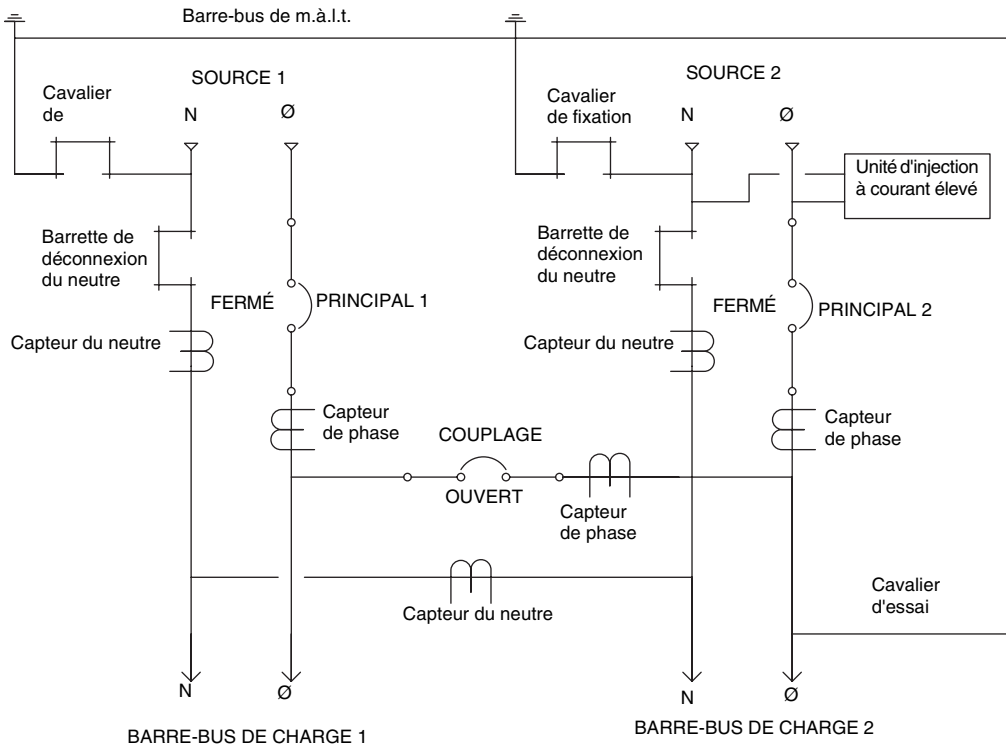 Barre-bus de m.à.l.t.
SOURCE 1
SOURCE 2
Cavalier
de
N
Ø
Cavalier
de fixation
N
Ø
Unité d'injection
à courant élevé
Barrette de
déconnexion
du neutre
FERMÉ
PRINCIPAL 1
Barrette de
déconnexion
du neutre
FERMÉ
PRINCIPAL 2
Capteur du neutre
Capteur du neutre
Capteur
de phase
COUPLAGE
OUVERT
Capteur
de phase
Capteur
de phase
Capteur du neutre
Cavalier
d'essai
N
Ø
N
Ø
BARRE-BUS DE CHARGE 1
BARRE-BUS DE CHARGE 2